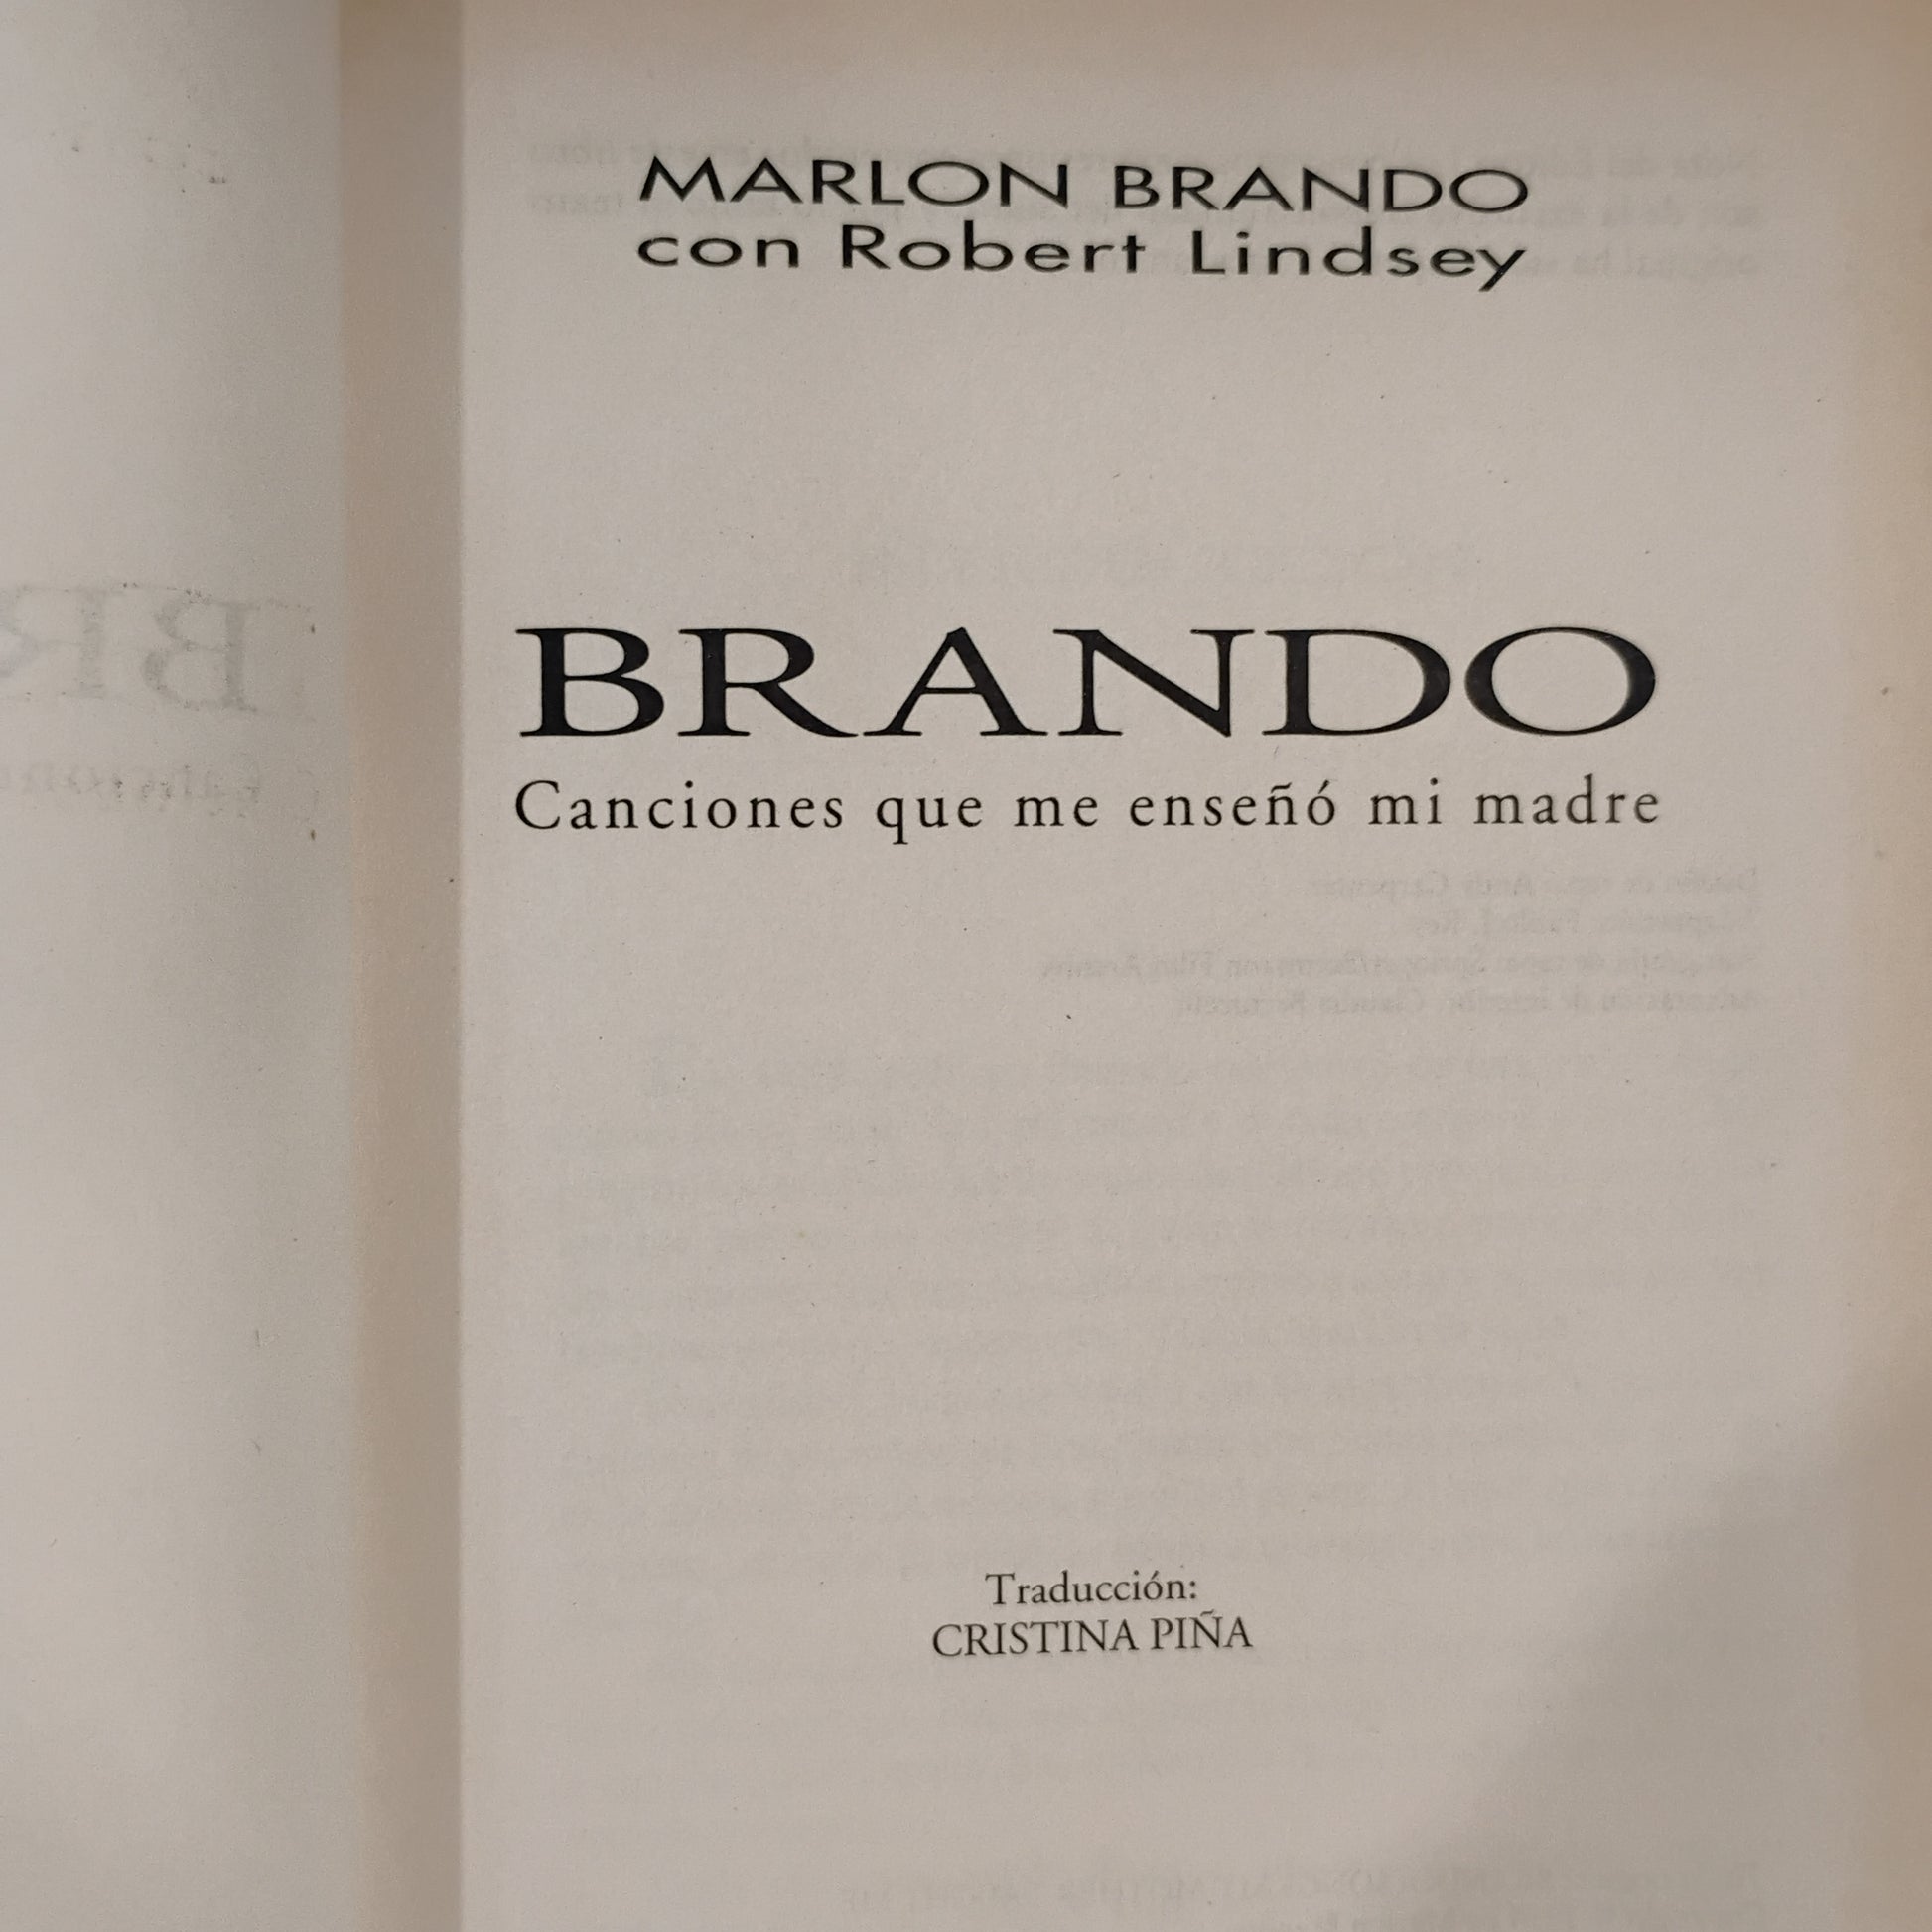 MARLON BRANDO
con Robert Lindsey
BRANDO
Canciones que me enseñó mi madre
Traducción:
CRISTINA PIÑA